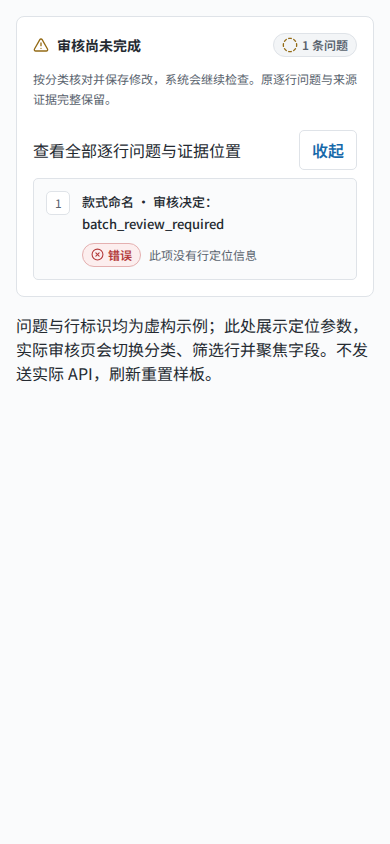 审核尚未完成
1 条问题
按分类核对并保存修改，系统会继续检查。原逐行问题与来源
证据完整保留。
查看全部逐行问题与证据位置
收起
1
款式命名 · 审核决定：
batch_review_required
错误
此项没有行定位信息
问题与行标识均为虚构示例；此处展示定位参数，
实际审核页会切换分类、筛选行并聚焦字段。不发
送实际 API，刷新重置样板。